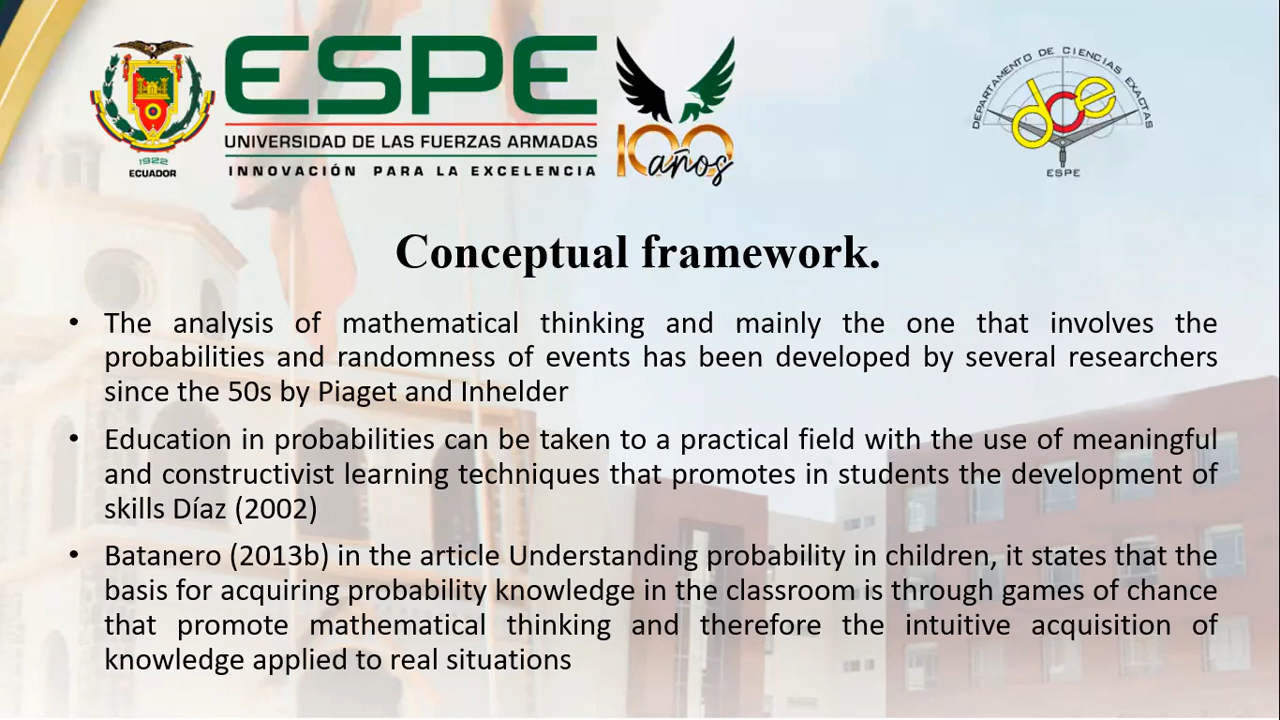 ESPE
UNIVERSIDAD DE LAS FUERZAS ARMADAS
INNOVACIÓN PARA LA EXCELENCIA
1922
ECUADOR
100
años
DEPARTAMENTO DE CIENCIAS EXACTAS
dce
ESPE
Conceptual framework.
• The analysis of mathematical thinking and mainly the one that involves the
probabilities and randomness of events has been developed by several researchers
since the 50s by Piaget and Inhelder
• Education in probabilities can be taken to a practical field with the use of meaningful
and constructivist learning techniques that promotes in students the development of
skills Díaz (2002)
• Batanero (2013b) in the article Understanding probability in children, it states that the
basis for acquiring probability knowledge in the classroom is through games of chance
that promote mathematical thinking and therefore the intuitive acquisition of
knowledge applied to real situations